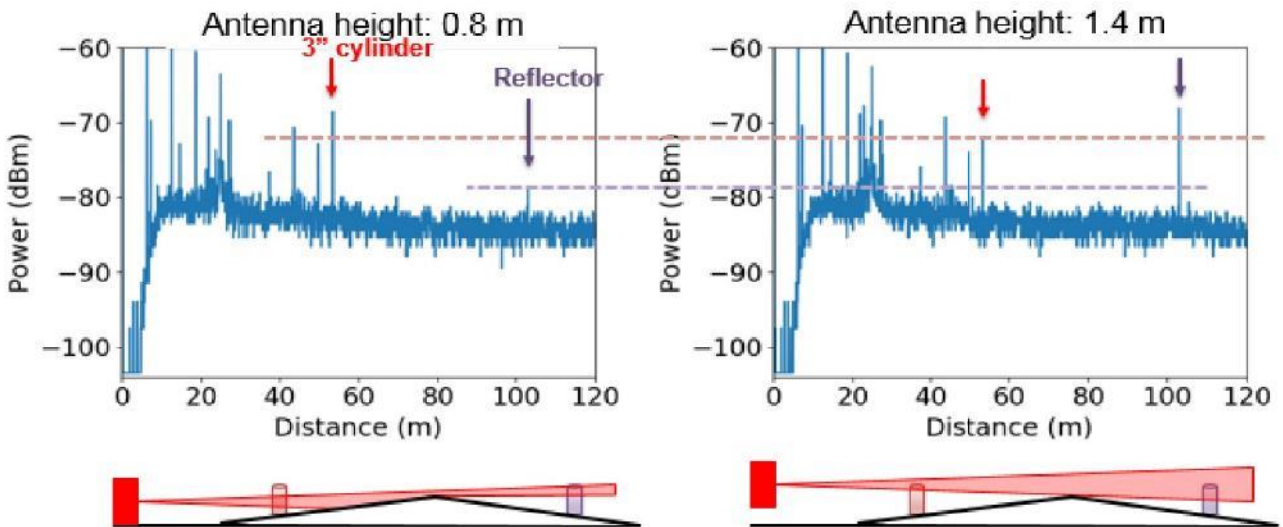 Antenna height: 0.8 m
−60
−70
−80
−90
−100
Power (dBm)
3” cylinder
Reflector
0 20 40 60 80 100 120
Distance (m)
Antenna height: 1.4 m
−60
−70
−80
−90
−100
Power (dBm)
0 20 40 60 80 100 120
Distance (m)